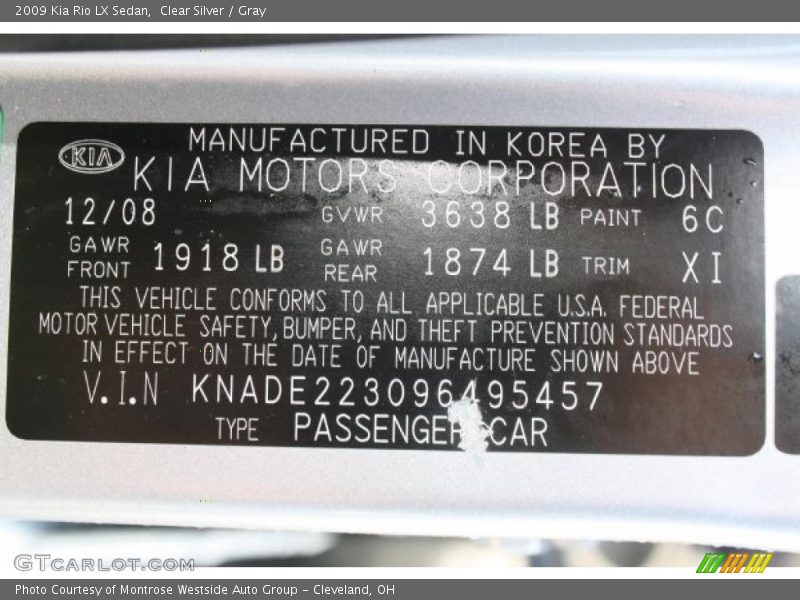 2009 Kia Rio LX Sedan,  Clear Silver / Gray
MANUFACTURED IN KOREA BY
KIA KIA MOTORS CORPORATION
12/08 GVWR 3638 LB PAINT 6C
GAWR FRONT 1918 LB GAWR REAR 1874 LB TRIM XI
THIS VEHICLE CONFORMS TO ALL APPLICABLE U.S.A. FEDERAL
MOTOR VEHICLE SAFETY, BUMPER, AND THEFT PREVENTION STANDARDS
IN EFFECT ON THE DATE OF MANUFACTURE SHOWN ABOVE
V.I.N KNADE223096495457
TYPE PASSENGER CAR
GTCARLOT.COM
Photo Courtesy of Montrose Westside Auto Group - Cleveland, OH